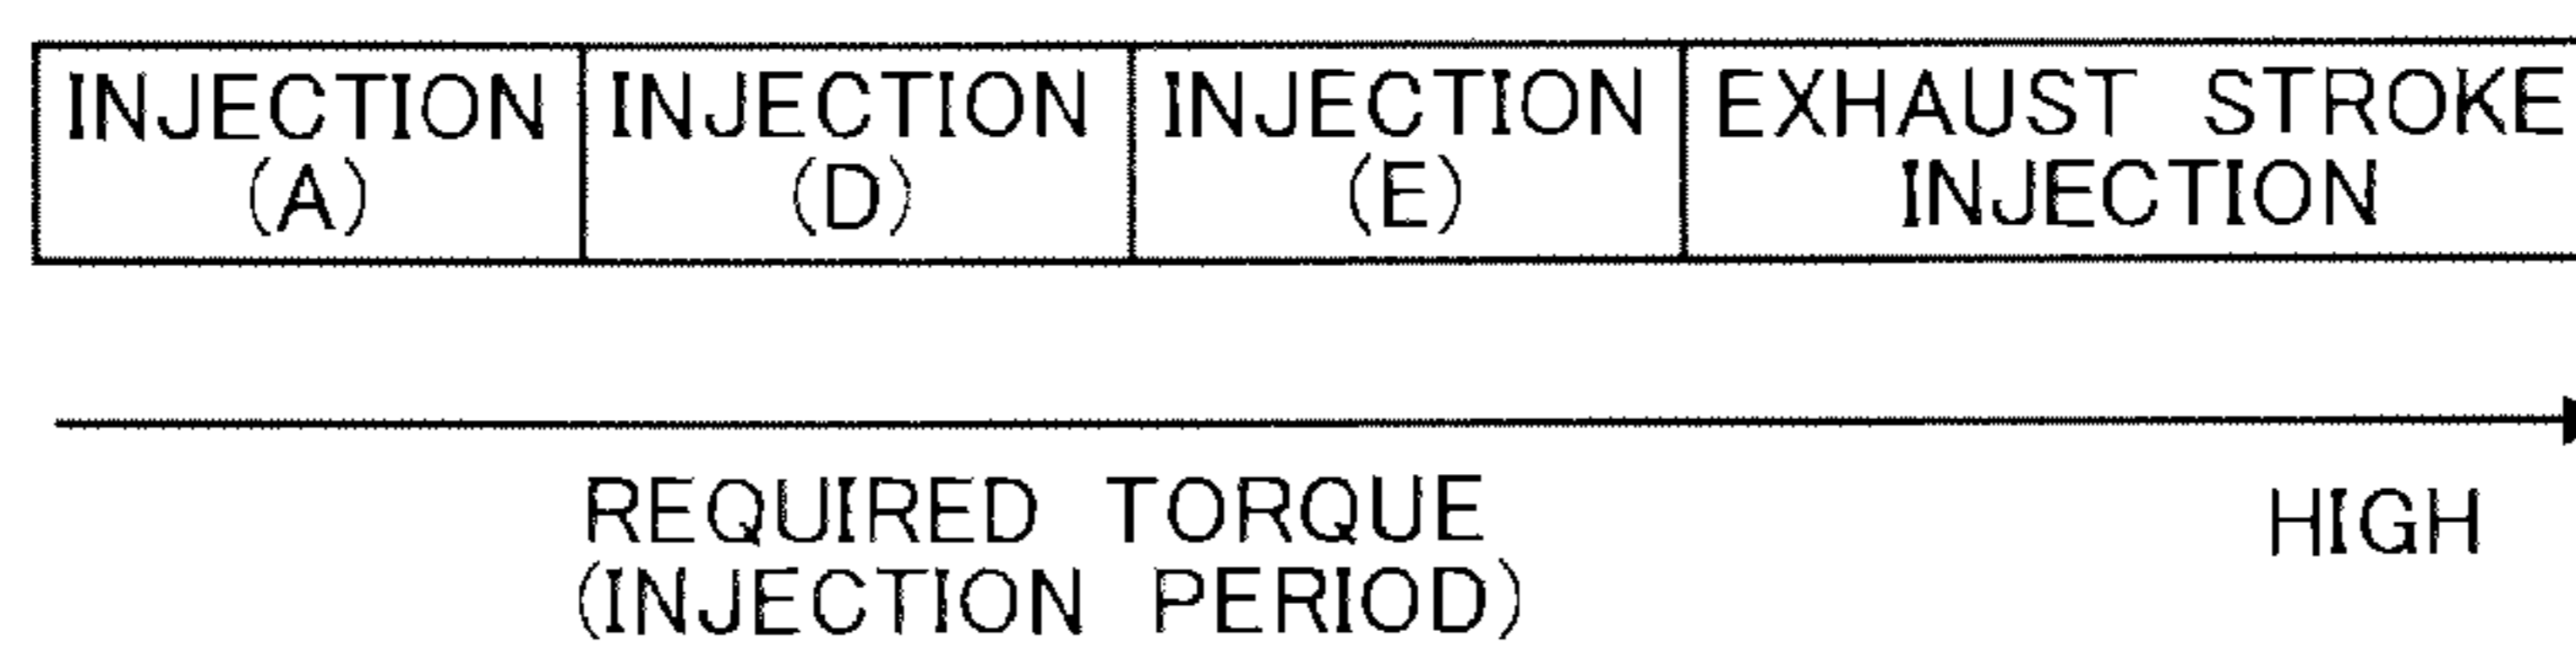 INJECTION
(A)
INJECTION
(D)
INJECTION
(E)
EXHAUST STROKE
INJECTION
REQUIRED TORQUE
(INJECTION PERIOD)
HIGH